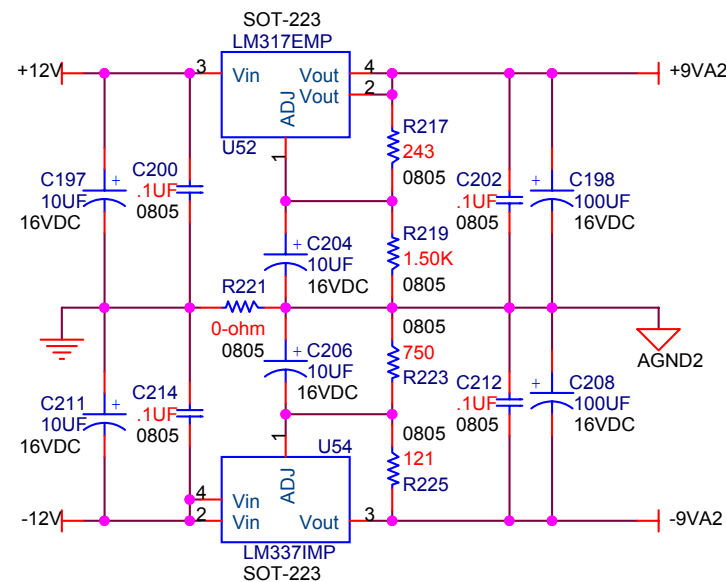 SOT-223
LM317EMP
+12V
3
Vin
Vout
4
Vout
2
ADJ
1
U52
+9VA2
R217
243
0805
C197
+
10UF
16VDC
C200
.1UF
0805
C202
.1UF
0805
+
C198
100UF
16VDC
+
C204
10UF
16VDC
R219
1.50K
0805
R221
0-ohm
0805
+
C206
10UF
16VDC
0805
750
R223
AGND2
C211
+
10UF
16VDC
C214
.1UF
0805
C212
.1UF
0805
+
C208
100UF
16VDC
1
U54
ADJ
0805
121
R225
4
Vin
-12V
2
Vin
Vout
3
-9VA2
LM337IMP
SOT-223